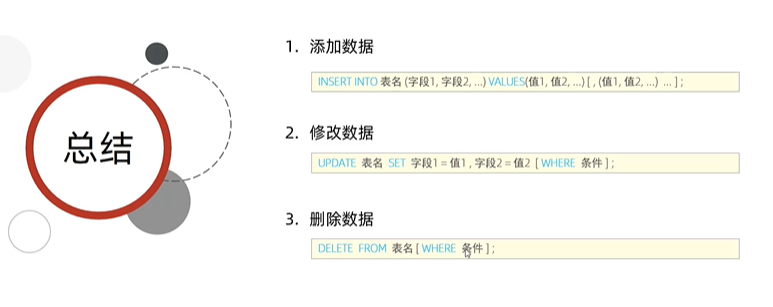 总结
1. 添加数据
INSERT INTO 表名 (字段1, 字段2, ...) VALUES(值1, 值2, ...) [ , (值1, 值2, ...) ... ] ;
2. 修改数据
UPDATE 表名 SET 字段1 = 值1 , 字段2 = 值2 [ WHERE 条件 ] ;
3. 删除数据
DELETE FROM 表名 [ WHERE 条件 ] ;